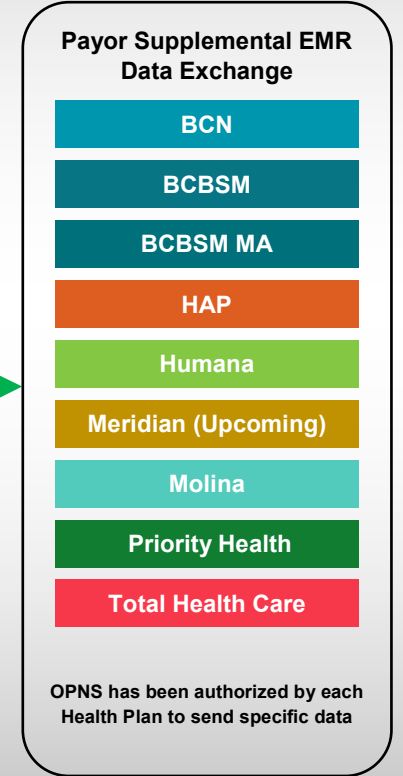 Payor Supplemental EMR
Data Exchange
BCN
BCBSM
BCBSM MA
HAP
Humana
Meridian (Upcoming)
Molina
Priority Health
Total Health Care
OPNS has been authorized by each
Health Plan to send specific data